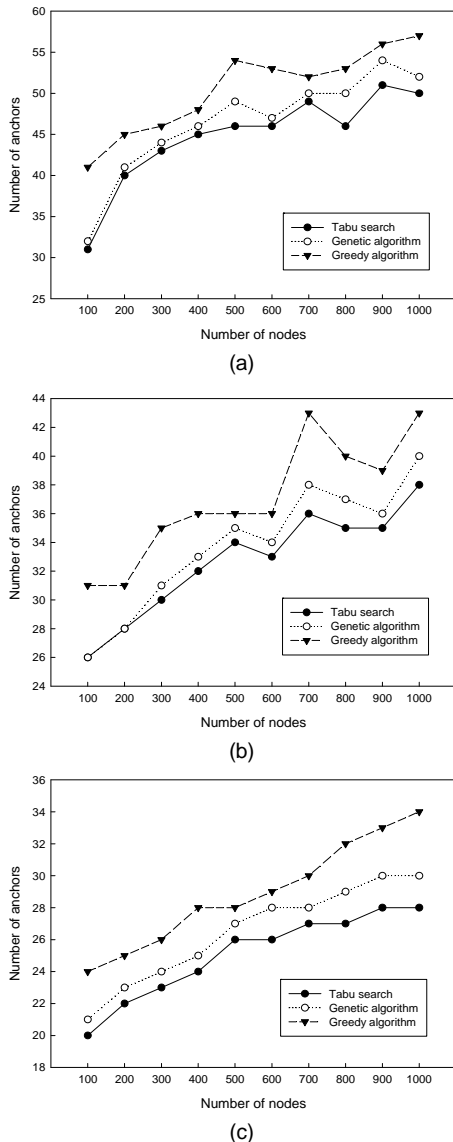 60
55
50
45
40
35
30
25
Number of anchors
Tabu search
Genetic algorithm
Greedy algorithm
100 200 300 400 500 600 700 800 900 1000
Number of nodes
(a)
44
42
40
38
36
34
32
30
28
26
24
Number of anchors
Tabu search
Genetic algorithm
Greedy algorithm
100 200 300 400 500 600 700 800 900 1000
Number of nodes
(b)
36
34
32
30
28
26
24
22
20
18
Number of anchors
Tabu search
Genetic algorithm
Greedy algorithm
100 200 300 400 500 600 700 800 900 1000
Number of nodes
(c)